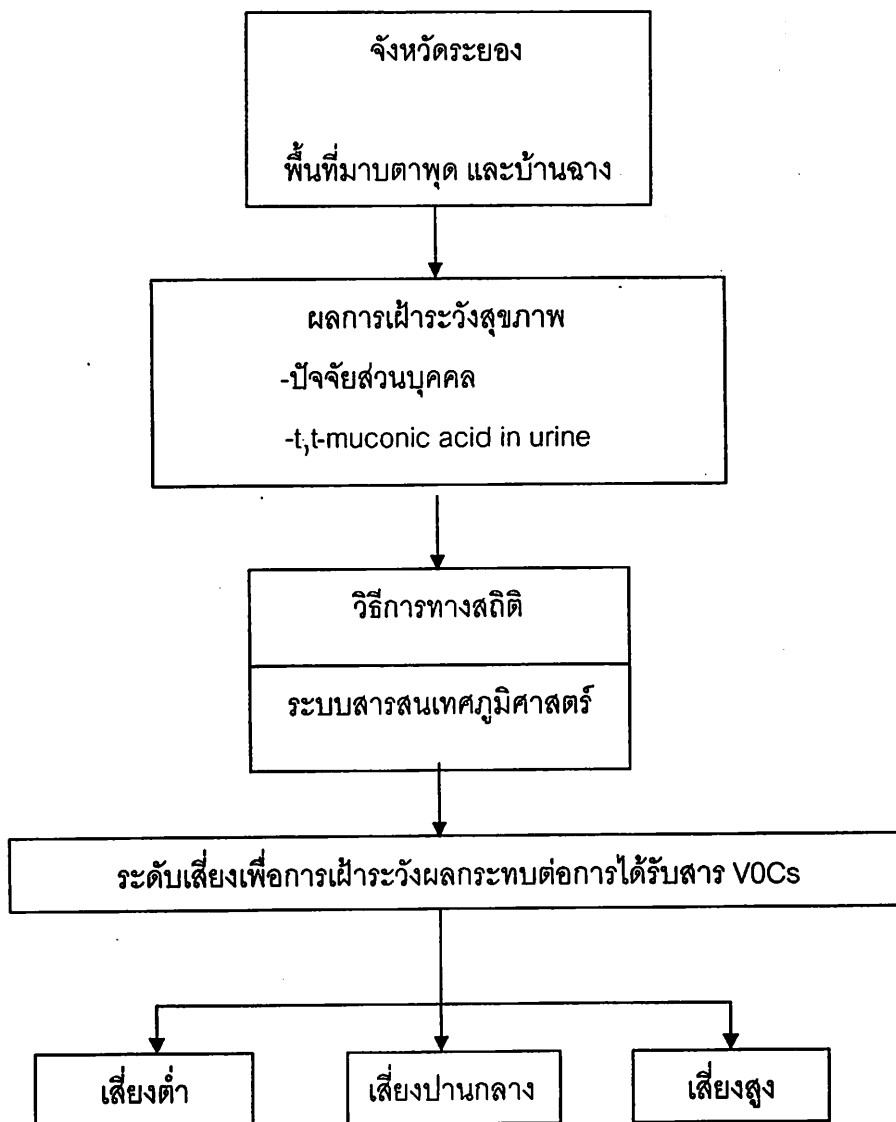 จังหวัดระยอง
พื้นที่มาบตาพุด และบ้านฉาง
ผลการเฝ้าระวังสุขภาพ
-ปัจจัยส่วนบุคคล
-t,t-muconic acid in urine
วิธีการทางสถิติ
ระบบสารสนเทศภูมิศาสตร์
ระดับเสี่ยงเพื่อการเฝ้าระวังผลกระทบต่อการได้รับสาร V0Cs
เสี่ยงต่ำ
เสี่ยงปานกลาง
เสี่ยงสูง